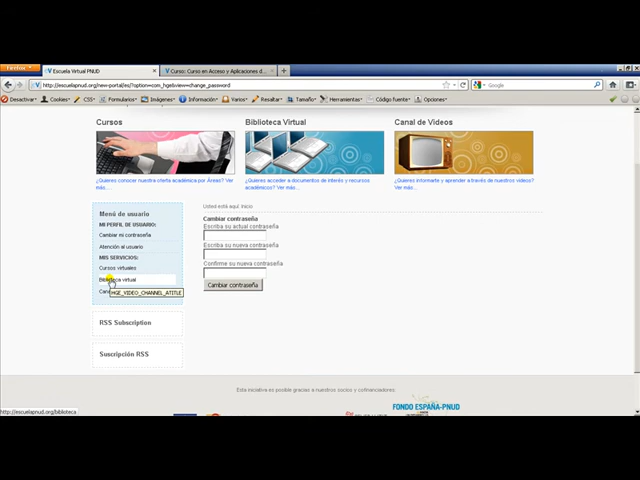 Firefox
Escuela Virtual PNUD
Curso: Curso en Acceso y Aplicaciones d...
http://escuelapnud.org/new-portal/es/?option=com_hge&view=change_password
Google
Desactivar Cookies CSS Formularios Imágenes Información Varios Resaltar Tamaño Herramientas Ver código Opciones
Cursos
Biblioteca Virtual
Canal de Videos
¿Quieres conocer nuestra oferta académica por Áreas? Ver más...
¿Quieres acceder a documentos de interés y recursos académicos? Ver más...
¿Quieres informarte y aprender a través de nuestros videos? Ver más...
Menú de usuario
MI PERFIL DE USUARIO:
Cambiar mi contraseña
Atención al usuario
MIS SERVICIOS:
Cursos virtuales
Biblioteca virtual
HGE_VIDEO_CHANNEL_ATITLE
Usted está aquí: Inicio
Cambiar contraseña
Escriba su actual contraseña
Escriba su nueva contraseña
Confirme su nueva contraseña
Cambiar contraseña
RSS Subscription
Suscripción RSS
Esta iniciativa es posible gracias a nuestros socios y cofinanciadores:
FONDO ESPAÑA-PNUD
http://escuelapnud.org/biblioteca